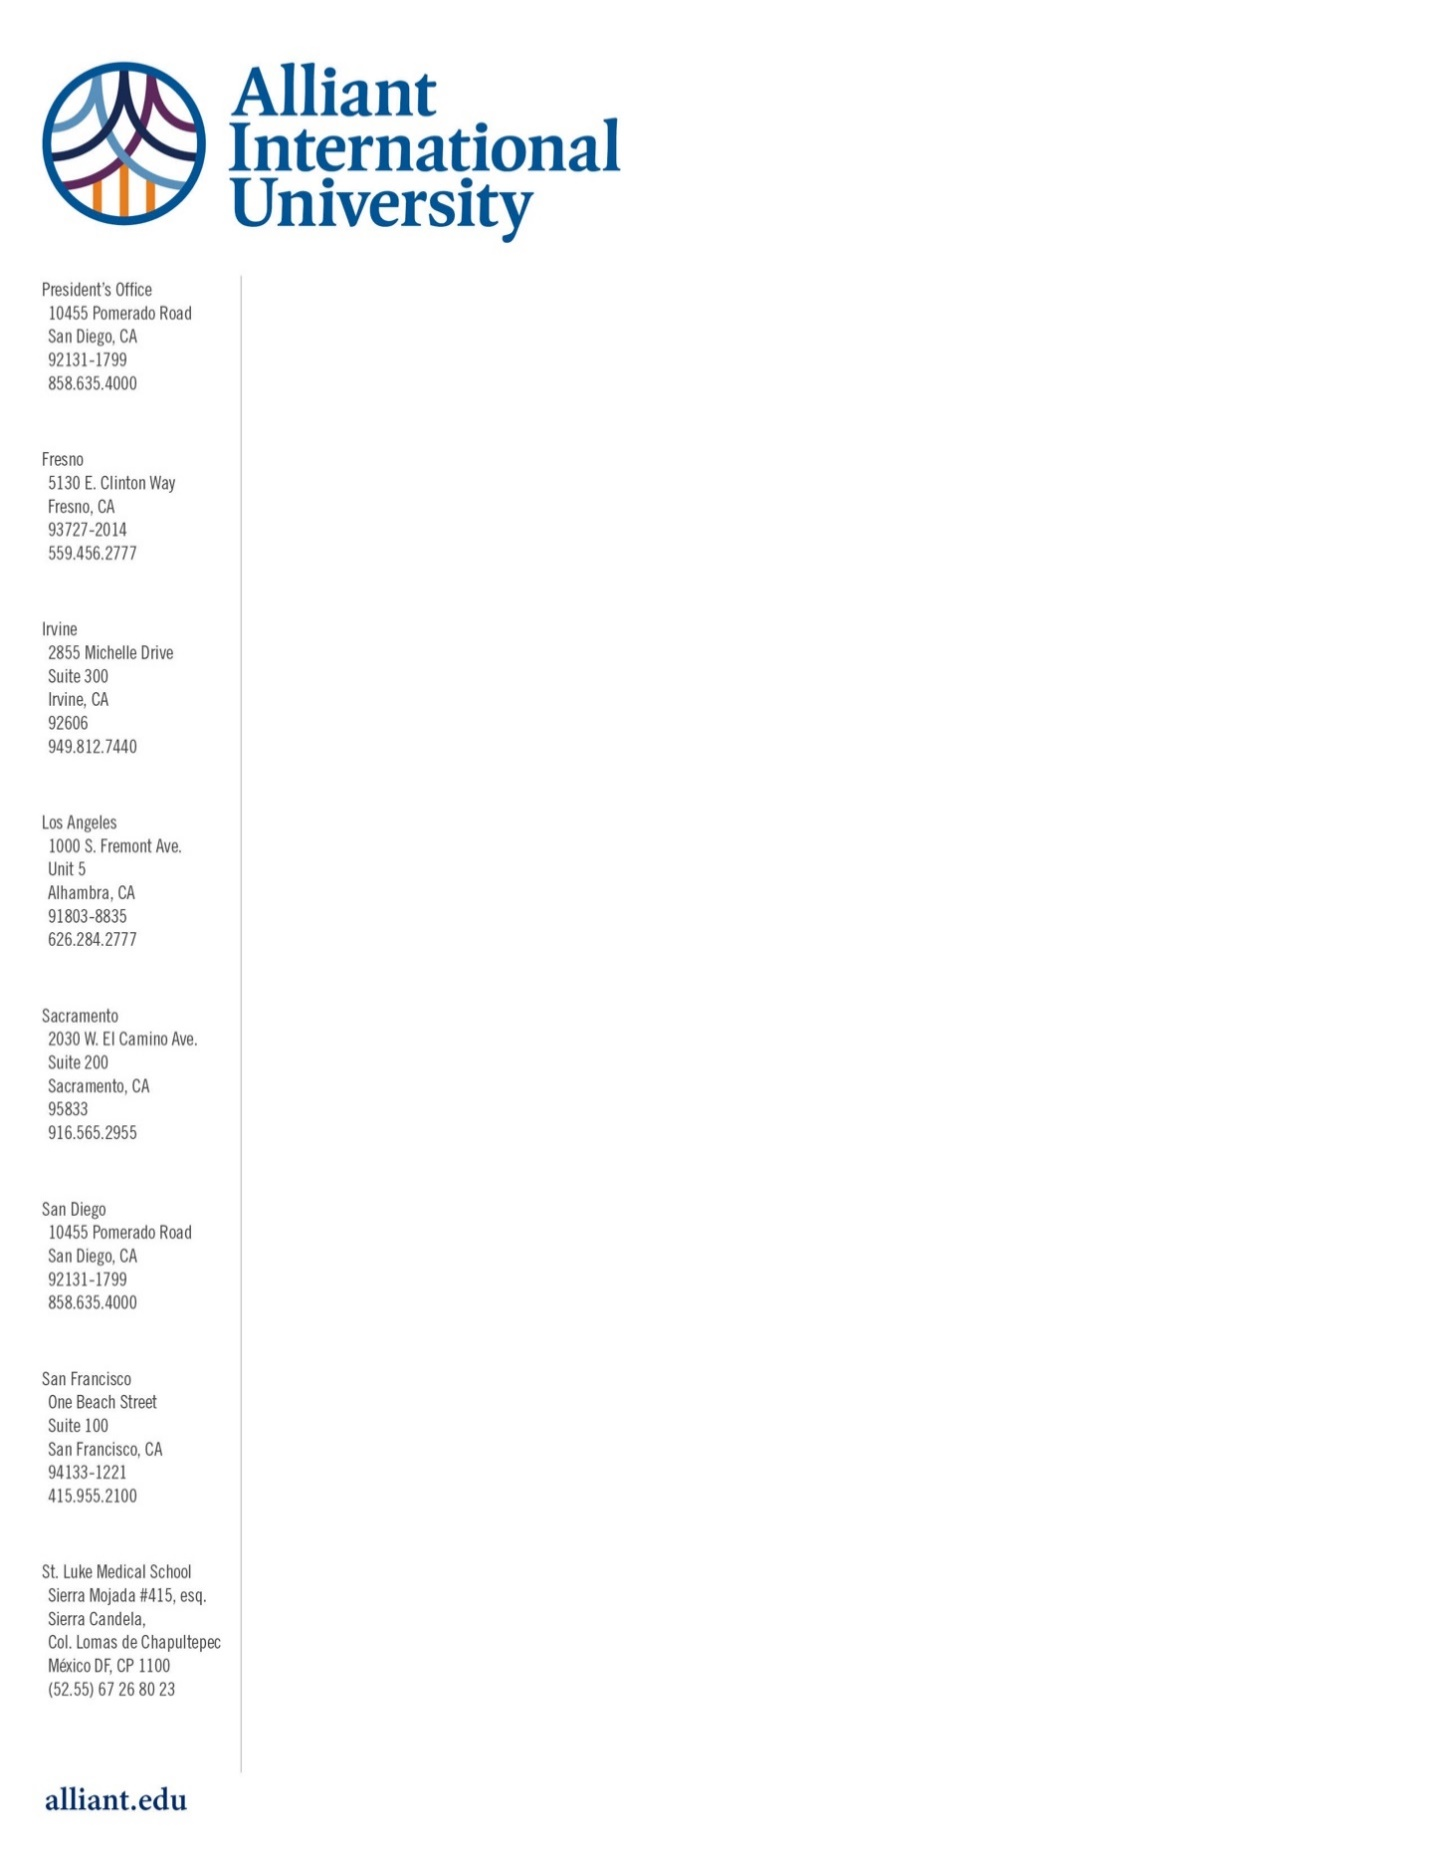 Alliant
International
University
President's Office
10455 Pomerado Road
San Diego, CA
92131-1799
858.635.4000
Fresno
5130 E. Clinton Way
Fresno, CA
93727-2014
559.456.2777
Irvine
2855 Michelle Drive
Suite 300
Irvine, CA
92606
949.812.7440
Los Angeles
1000 S. Fremont Ave.
Unit 5
Alhambra, CA
91803-8835
626.284.2777
Sacramento
2030 W. El Camino Ave.
Suite 200
Sacramento, CA
95833
916.565.2955
San Diego
10455 Pomerado Road
San Diego, CA
92131-1799
858.635.4000
San Francisco
One Beach Street
Suite 100
San Francisco, CA
94133-1221
415.955.2100
St. Luke Medical School
Sierra Mojada #415, esq.
Sierra Candela,
Col. Lomas de Chapultepec
México DF, CP 1100
(52.55) 67 26 80 23
alliant.edu